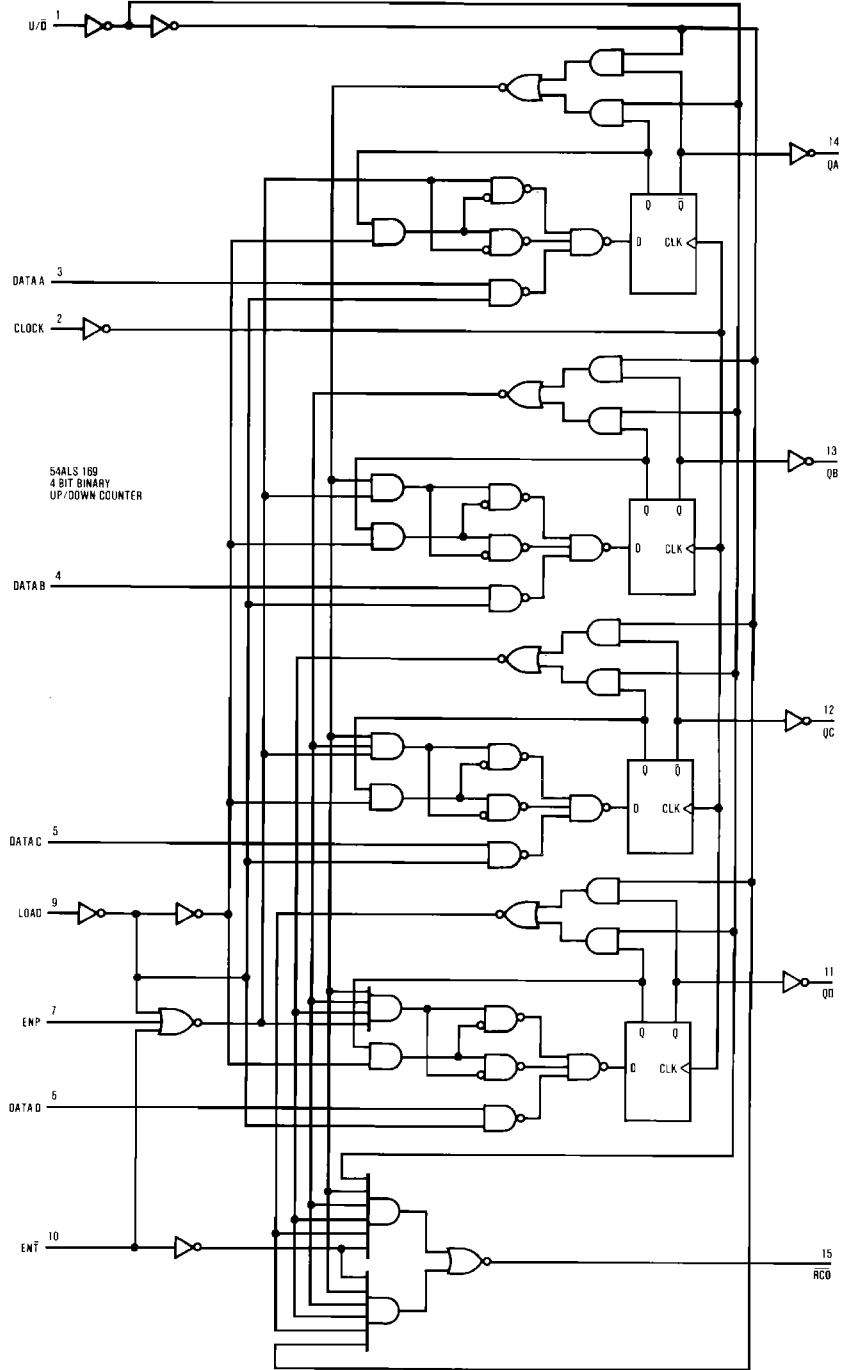 1
U/D̅
14
QA
Q Q̅
D CLK
3
DATA A
2
CLOCK
13
QB
54ALS 169
4 BIT BINARY
UP/DOWN COUNTER
Q Q
D CLK
4
DATA B
12
QC
Q Q̅
D CLK
5
DATA C
9
LOAD
11
QD
7
ENP
Q Q
D CLK
6
DATA D
10
ENT̅
15
R̅C̅O̅